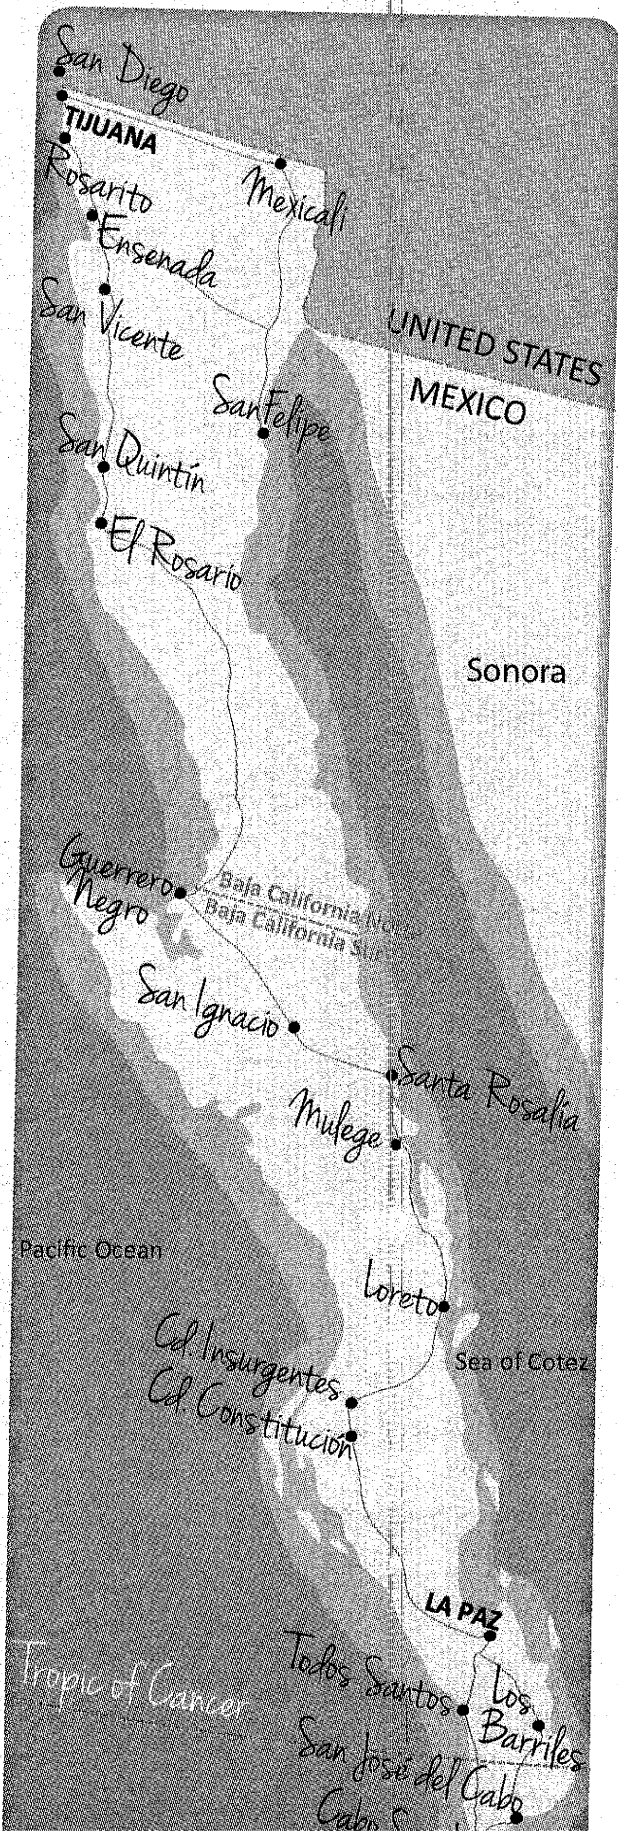 San Diego
TIJUANA
Rosarito
Mexicali
Ensenada
San Vicente
UNITED STATES
MEXICO
San Felipe
San Quintín
El Rosario
Sonora
Guerrero
Negro
Baja California
Baja California Sur
San Ignacio
Santa Rosalía
Mulege
Pacific Ocean
Loreto
Cd. Insurgentes
Sea of Cotez
Cd. Constitución
LA PAZ
Todos Santos
Los
Barriles
Tropic of
San José del Cabo
Cabo